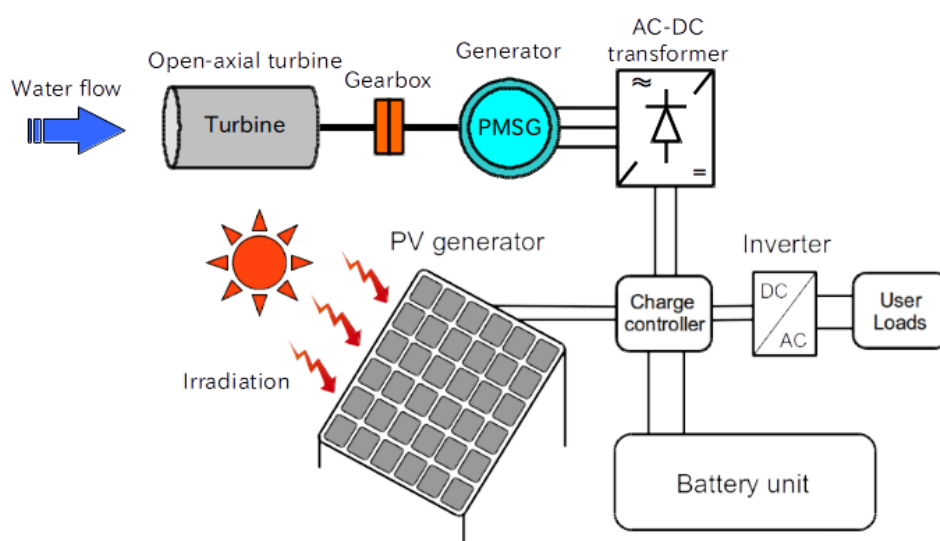 AC-DC
transformer
Generator
Open-axial turbine
Gearbox
Water flow
Turbine
PMSG
≈
=
PV generator
Inverter
Charge
controller
DC
AC
User
Loads
Irradiation
Battery unit